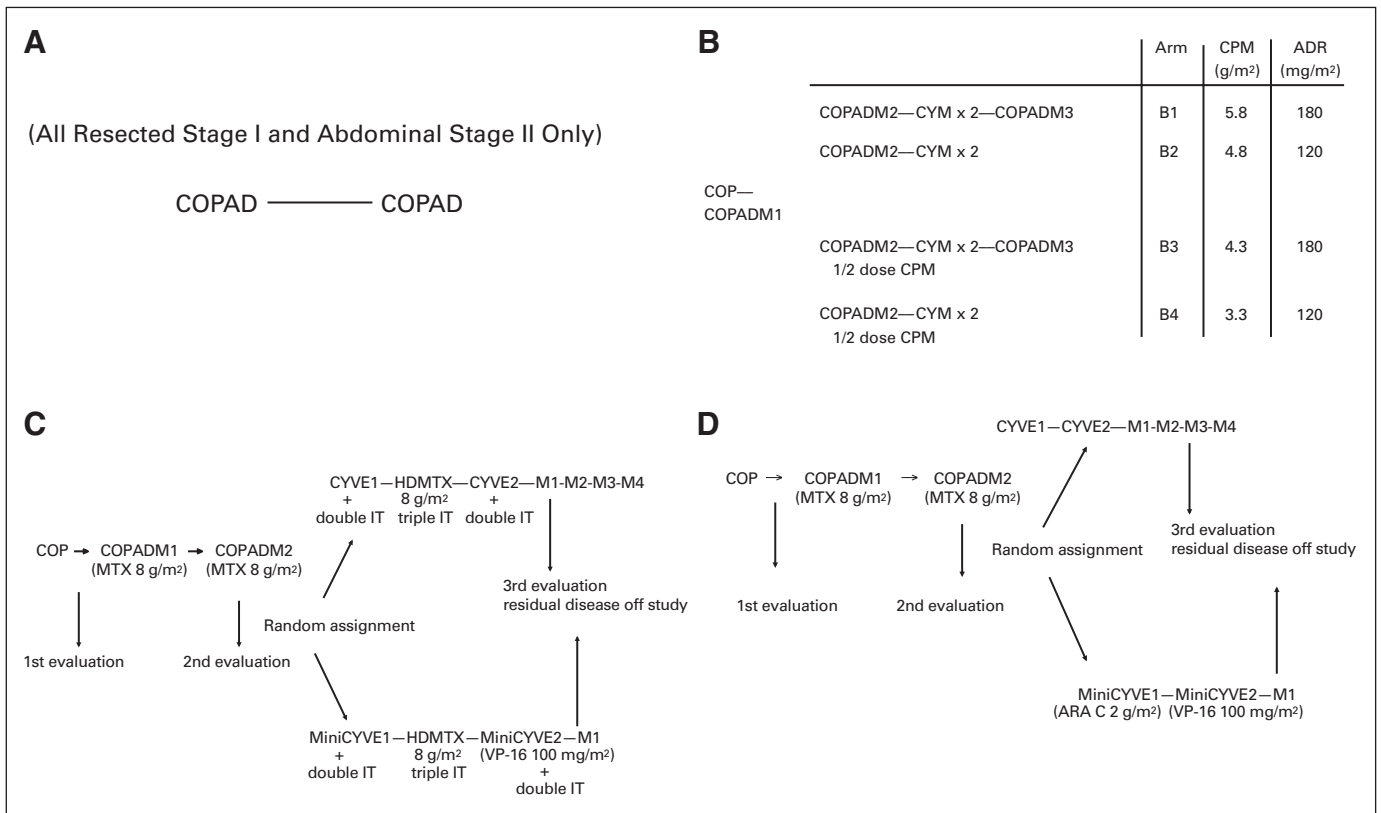 A
(All Resected Stage I and Abdominal Stage II Only)
COPAD — COPAD
B
Arm CPM ADR
(g/m²) (mg/m²)
COPADM2—CYM x 2—COPADM3 B1 5.8 180
COPADM2—CYM x 2 B2 4.8 120
COP—
COPADM1
COPADM2—CYM x 2—COPADM3 B3 4.3 180
1/2 dose CPM
COPADM2—CYM x 2 B4 3.3 120
1/2 dose CPM
C
CYVE1—HDMTX—CYVE2—M1-M2-M3-M4
+ 8 g/m² +
double IT triple IT double IT
COP → COPADM1 → COPADM2
(MTX 8 g/m²) (MTX 8 g/m²)
3rd evaluation
residual disease off study
Random assignment
1st evaluation 2nd evaluation
MiniCYVE1—HDMTX—MiniCYVE2—M1
+ 8 g/m² (VP-16 100 mg/m²)
double IT triple IT +
double IT
D
CYVE1—CYVE2—M1-M2-M3-M4
COP → COPADM1 → COPADM2
(MTX 8 g/m²) (MTX 8 g/m²)
3rd evaluation
Random assignment residual disease off study
1st evaluation 2nd evaluation
MiniCYVE1—MiniCYVE2—M1
(ARA C 2 g/m²) (VP-16 100 mg/m²)